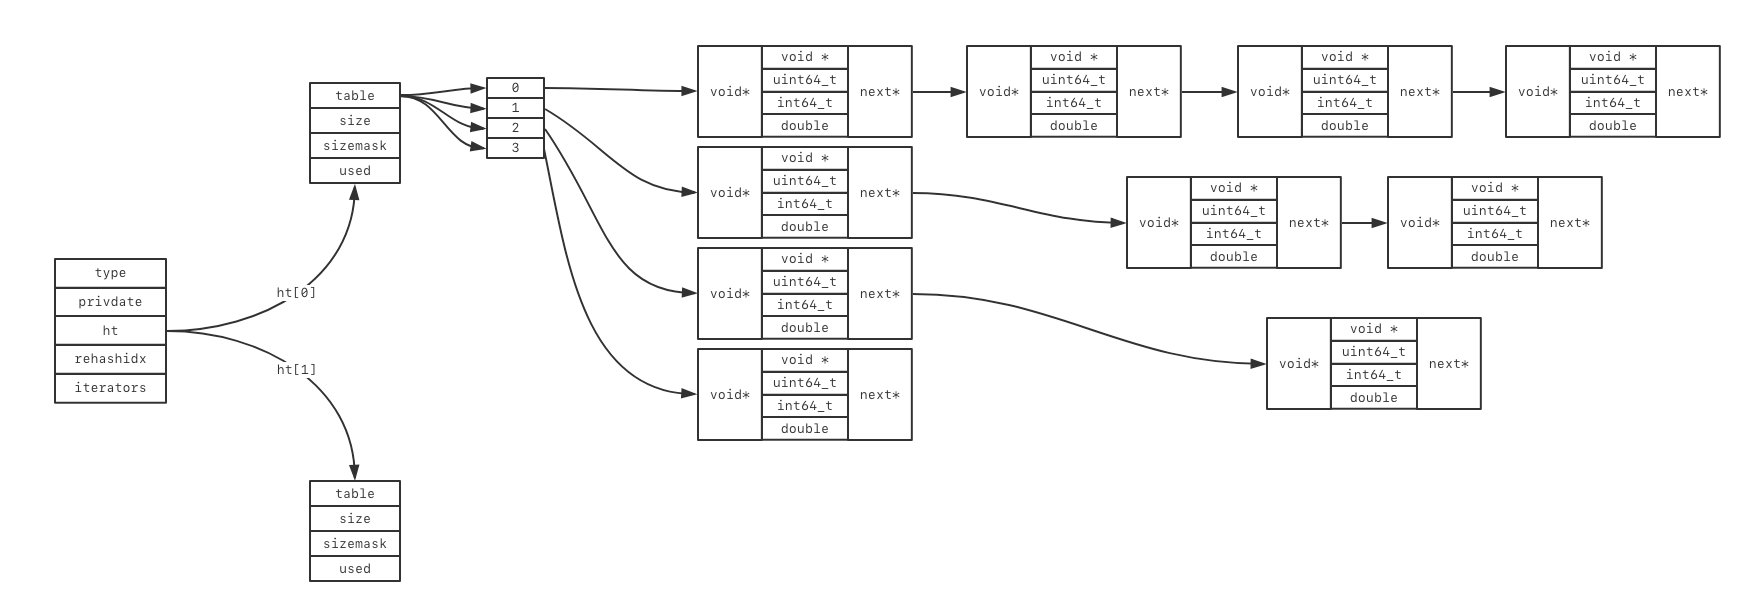 type
privdate
ht
rehashidx
iterators
ht[0]
ht[1]
table
size
sizemask
used
table
size
sizemask
used
0
1
2
3
void*
void *
uint64_t
int64_t
double
next*
void*
void *
uint64_t
int64_t
double
next*
void*
void *
uint64_t
int64_t
double
next*
void*
void *
uint64_t
int64_t
double
next*
void*
void *
uint64_t
int64_t
double
next*
void*
void *
uint64_t
int64_t
double
next*
void*
void *
uint64_t
int64_t
double
next*
void*
void *
uint64_t
int64_t
double
next*
void*
void *
uint64_t
int64_t
double
next*
void*
void *
uint64_t
int64_t
double
next*